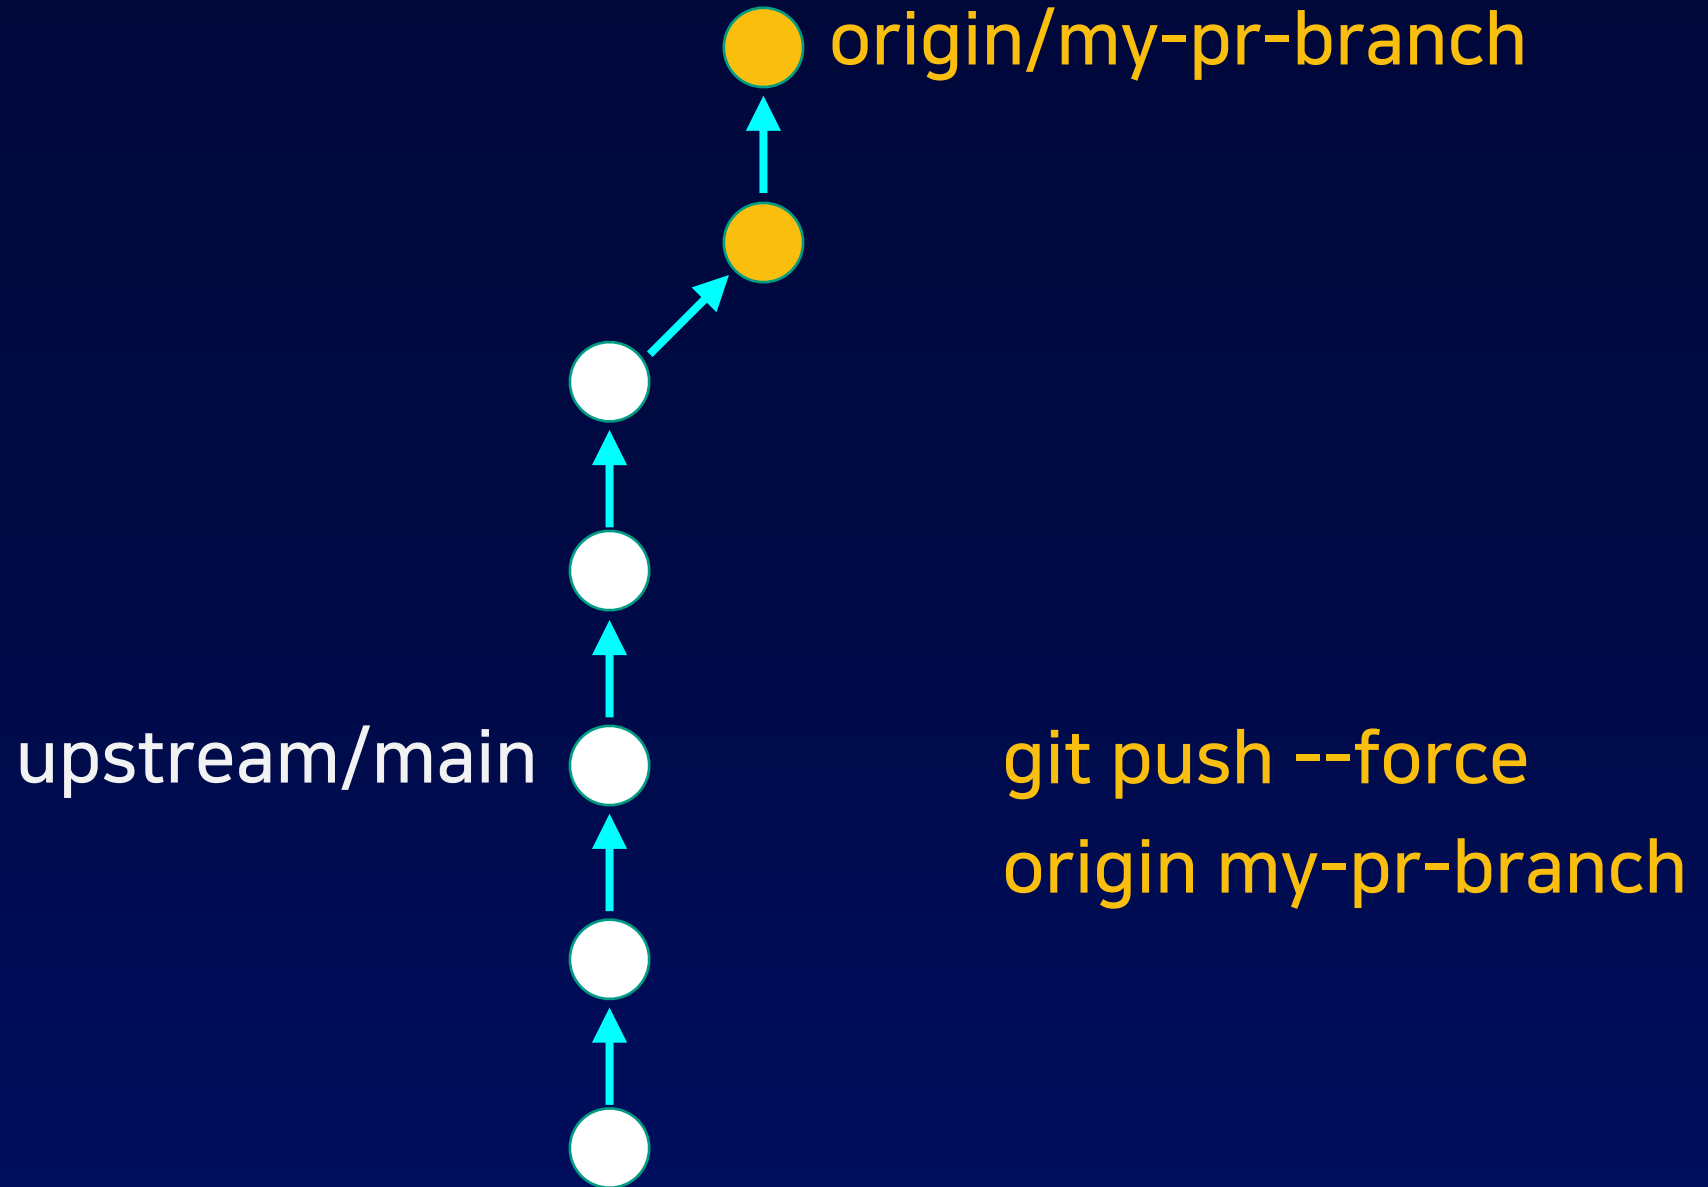 origin/my-pr-branch
upstream/main
git push --force
origin my-pr-branch